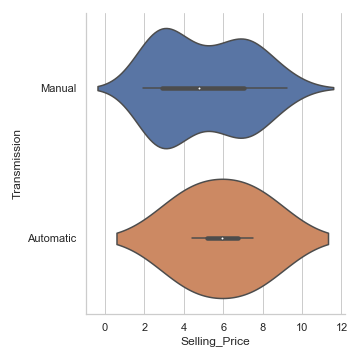 Manual
Automatic
Transmission
0 2 4 6 8 10 12
Selling_Price